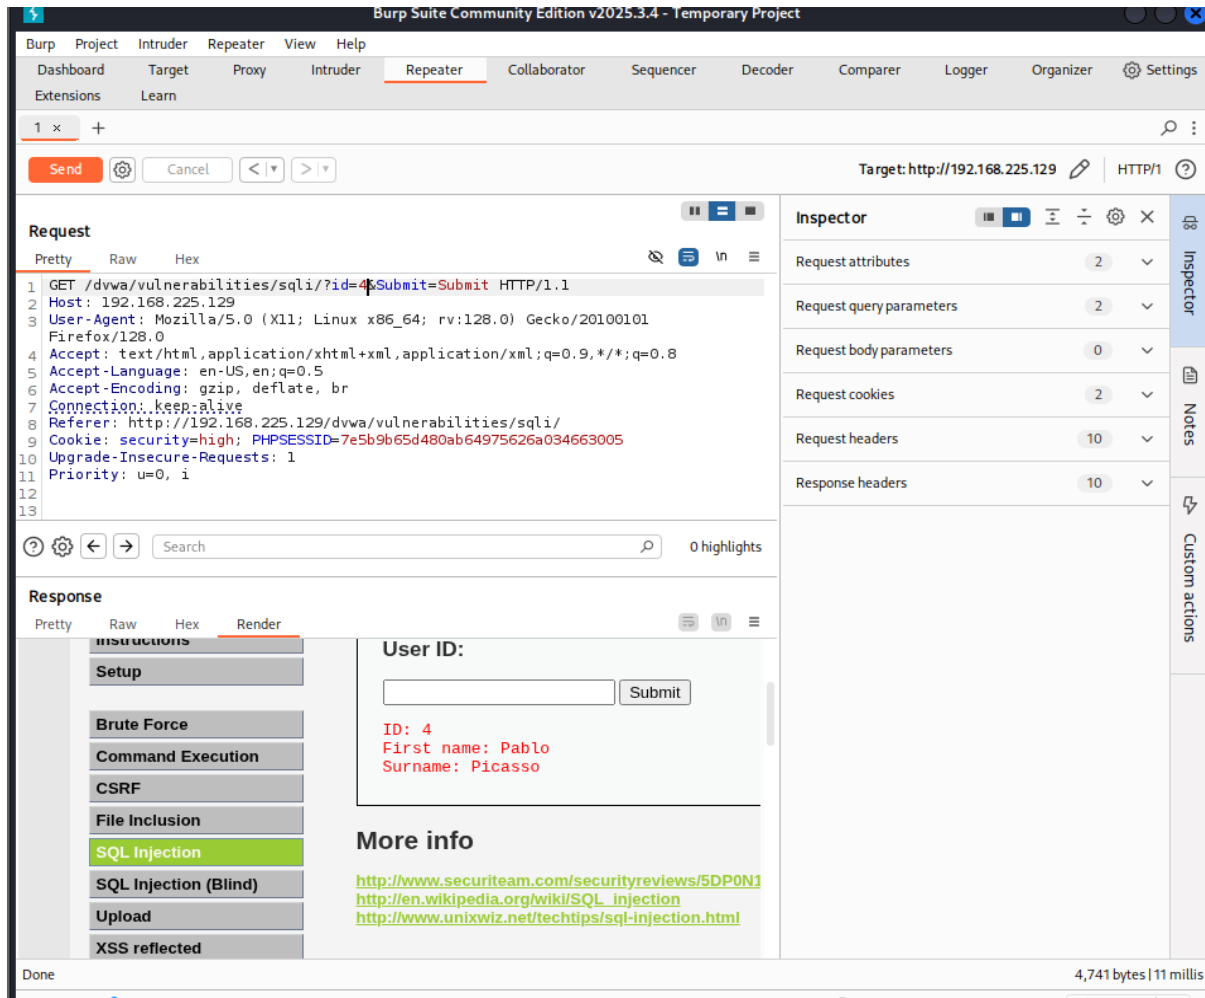 Burp Suite Community Edition v2025.3.4 - Temporary Project
Burp Project Intruder Repeater View Help
Dashboard Target Proxy Intruder Repeater Collaborator Sequencer Decoder Comparer Logger Organizer Settings
Extensions Learn
1 × +
Send Cancel < > Target: http://192.168.225.129 HTTP/1 ?
Request
Pretty Raw Hex \n
1 GET /dvwa/vulnerabilities/sqli/?id=4&Submit=Submit HTTP/1.1
2 Host: 192.168.225.129
3 User-Agent: Mozilla/5.0 (X11; Linux x86_64; rv:128.0) Gecko/20100101
Firefox/128.0
4 Accept: text/html,application/xhtml+xml,application/xml;q=0.9,*/*;q=0.8
5 Accept-Language: en-US,en;q=0.5
6 Accept-Encoding: gzip, deflate, br
7 Connection: keep-alive
8 Referer: http://192.168.225.129/dvwa/vulnerabilities/sqli/
9 Cookie: security=high; PHPSESSID=7e5b9b65d480ab64975626a034663005
10 Upgrade-Insecure-Requests: 1
11 Priority: u=0, i
12
13
Search 0 highlights
Response
Pretty Raw Hex Render \n
Instructions
Setup
Brute Force
Command Execution
CSRF
File Inclusion
SQL Injection
SQL Injection (Blind)
Upload
XSS reflected
User ID:
Submit
ID: 4
First name: Pablo
Surname: Picasso
More info
http://www.securiteam.com/securityreviews/5DP0N1
http://en.wikipedia.org/wiki/SQL_injection
http://www.unixwiz.net/techtips/sql-injection.html
Inspector
Request attributes 2
Request query parameters 2
Request body parameters 0
Request cookies 2
Request headers 10
Response headers 10
Inspector
Notes
Custom actions
Done 4,741 bytes | 11 millis